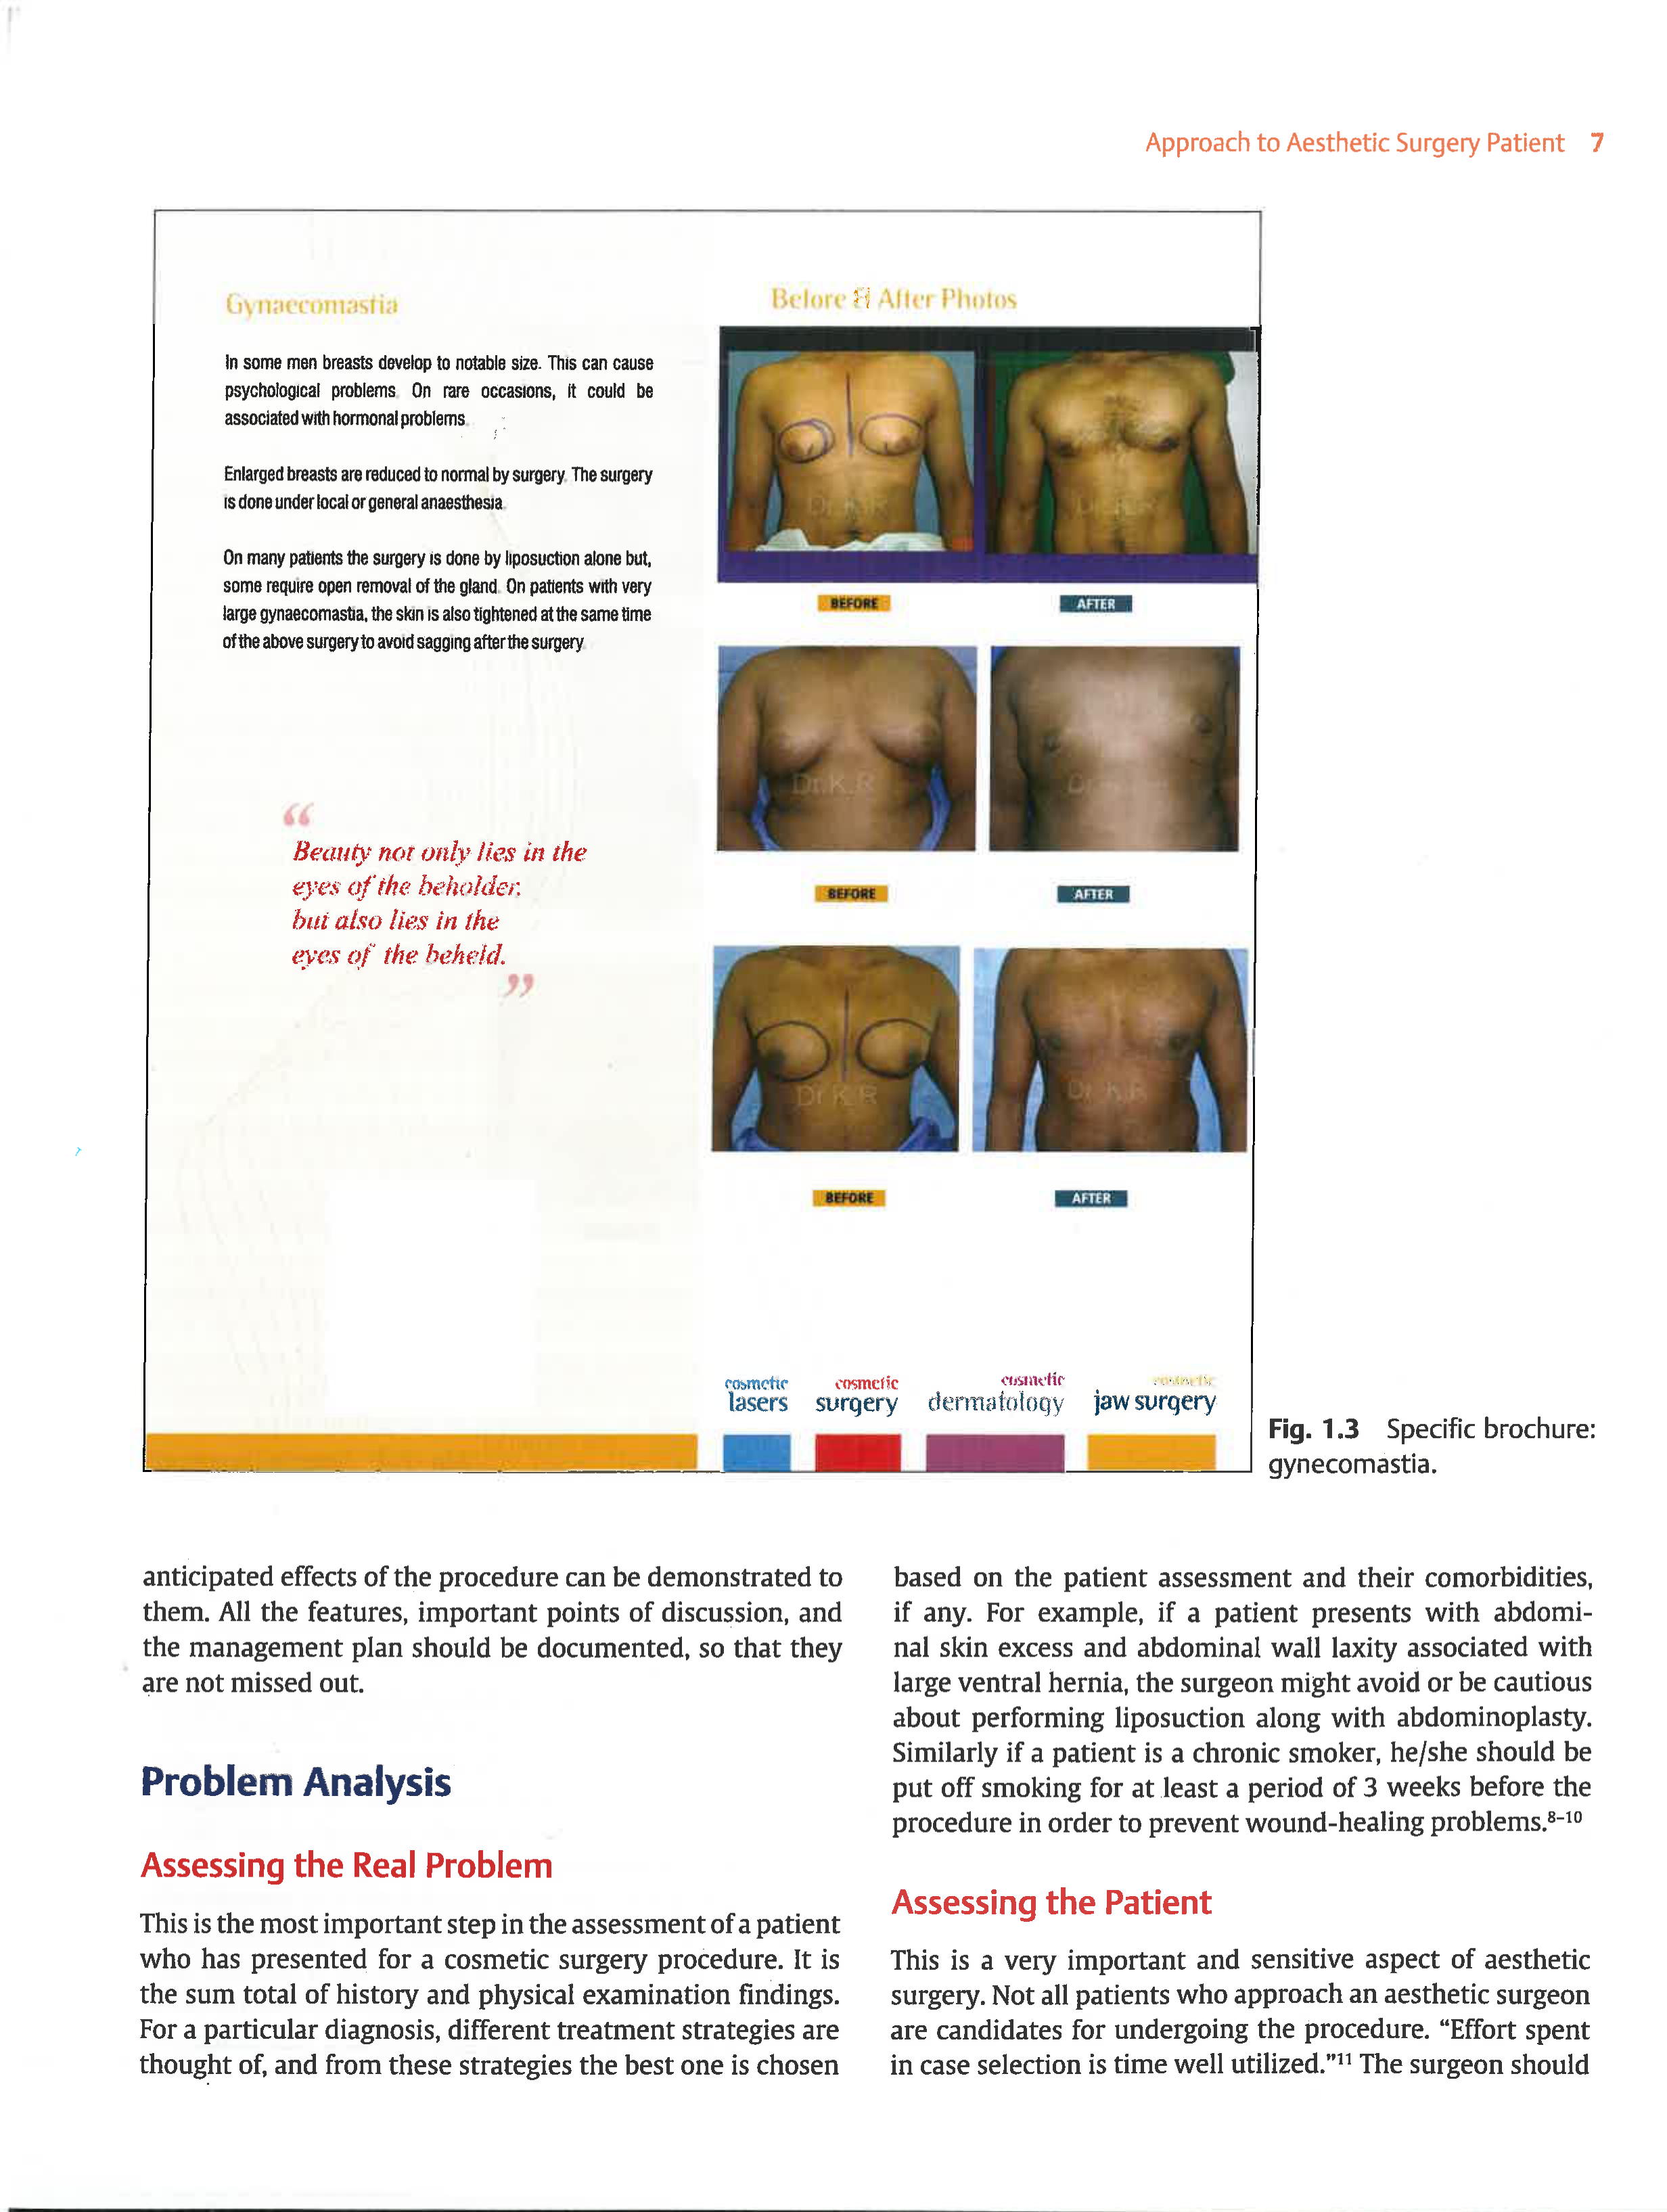 Approach to Aesthetic Surgery Patient 7
Gynaecomastia
In some men breasts develop to notable size. This can cause
psychological problems. On rare occasions, it could be
associated with hormonal problems.
Enlarged breasts are reduced to normal by surgery. The surgery
is done under local or general anaesthesia.
On many patients the surgery is done by liposuction alone but,
some require open removal of the gland. On patients with very
large gynaecomastia, the skin is also tightened at the same time
of the above surgery to avoid sagging after the surgery
“
Beauty not only lies in the
eyes of the beholder,
but also lies in the
eyes of the beheld.
”
Before & After Photos
Dr.K.R
BEFORE AFTER
Dr.K.R
BEFORE AFTER
Dr K.R Dr K.R
BEFORE AFTER
cosmetic cosmetic cosmetic cosmetic
lasers surgery dermatology jaw surgery
Fig. 1.3 Specific brochure:
gynecomastia.
anticipated effects of the procedure can be demonstrated to
them. All the features, important points of discussion, and
the management plan should be documented, so that they
are not missed out.
Problem Analysis
Assessing the Real Problem
This is the most important step in the assessment of a patient
who has presented for a cosmetic surgery procedure. It is
the sum total of history and physical examination findings.
For a particular diagnosis, different treatment strategies are
thought of, and from these strategies the best one is chosen
based on the patient assessment and their comorbidities,
if any. For example, if a patient presents with abdomi-
nal skin excess and abdominal wall laxity associated with
large ventral hernia, the surgeon might avoid or be cautious
about performing liposuction along with abdominoplasty.
Similarly if a patient is a chronic smoker, he/she should be
put off smoking for at least a period of 3 weeks before the
procedure in order to prevent wound-healing problems.⁸⁻¹⁰
Assessing the Patient
This is a very important and sensitive aspect of aesthetic
surgery. Not all patients who approach an aesthetic surgeon
are candidates for undergoing the procedure. “Effort spent
in case selection is time well utilized.”¹¹ The surgeon should